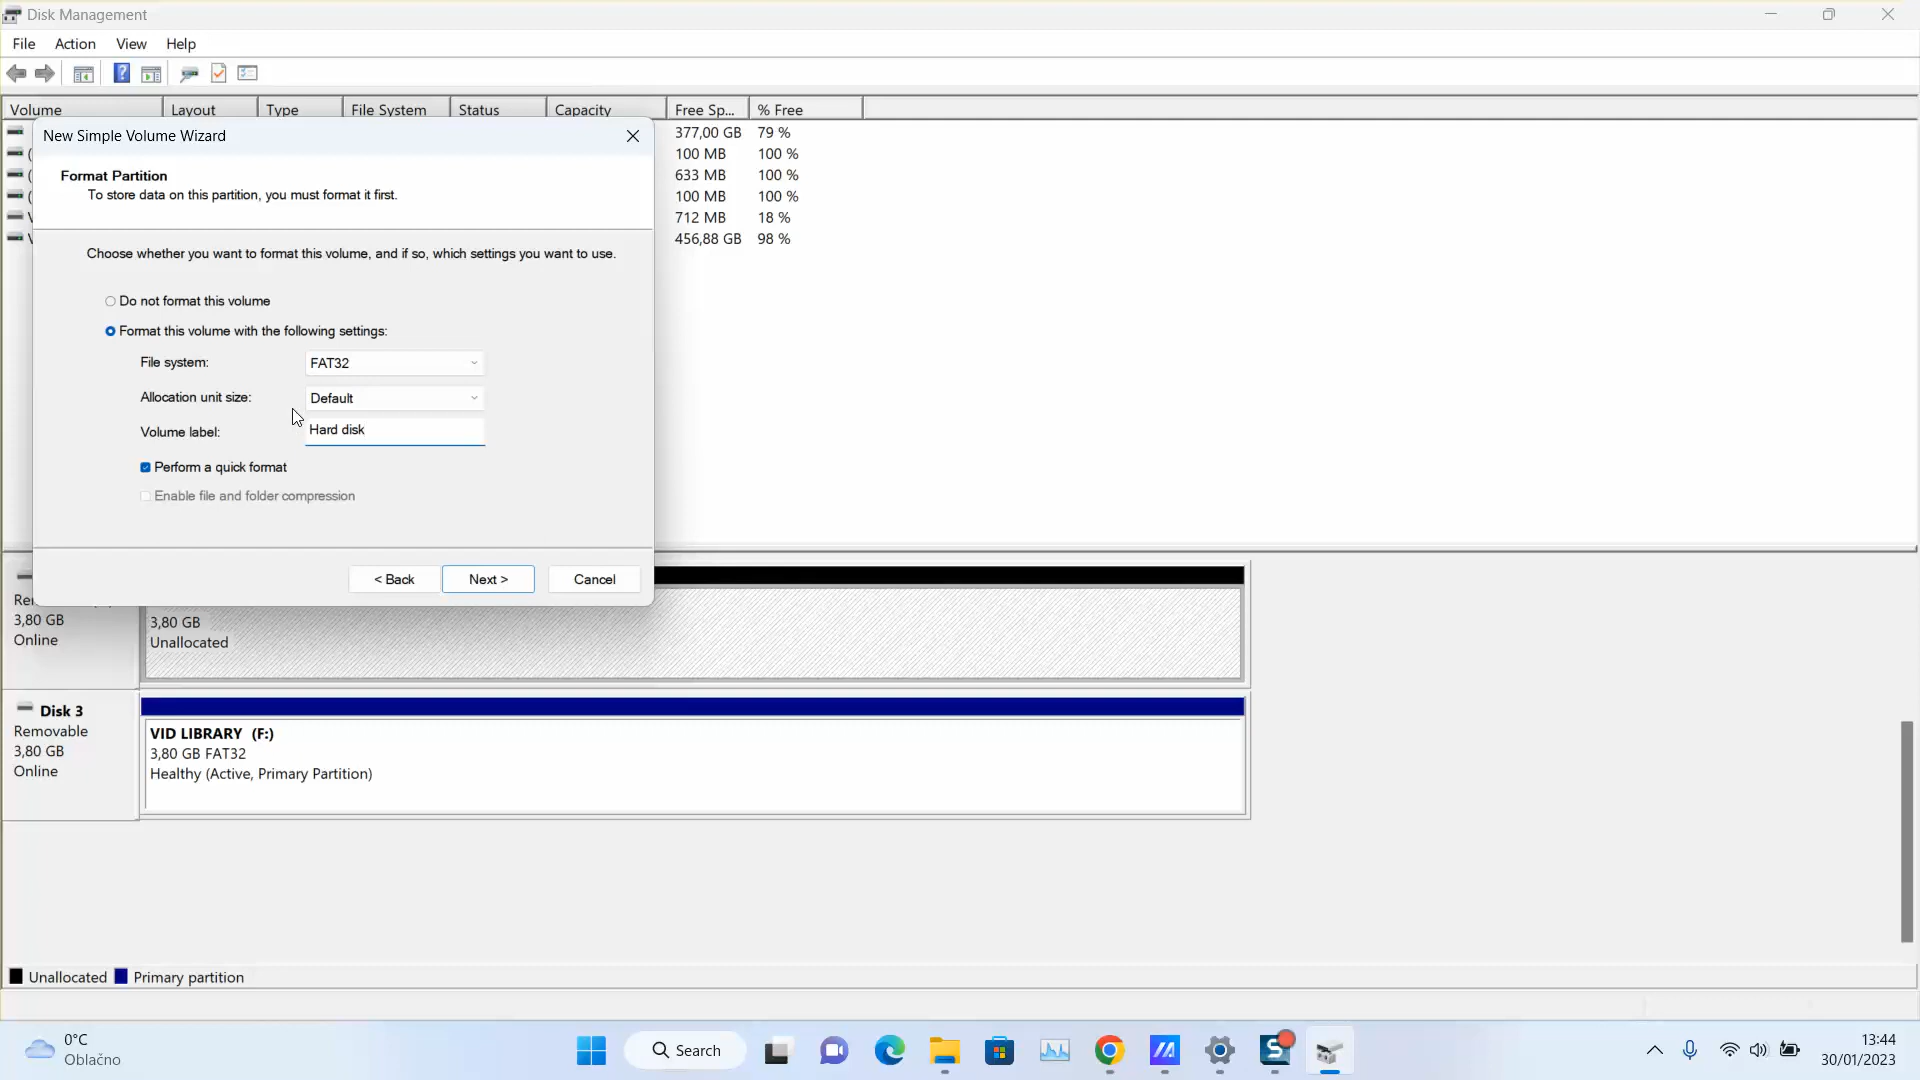 Disk Management
File Action View Help
Volume Layout Type File System Status Capacity Free Sp... % Free
377,00 GB 79 %
100 MB 100 %
633 MB 100 %
100 MB 100 %
712 MB 18 %
456,88 GB 98 %
New Simple Volume Wizard
Format Partition
To store data on this partition, you must format it first.
Choose whether you want to format this volume, and if so, which settings you want to use.
Do not format this volume
Format this volume with the following settings:
File system: FAT32
Allocation unit size: Default
Volume label: Hard disk
Perform a quick format
Enable file and folder compression
< Back Next > Cancel
3,80 GB
Online
3,80 GB
Unallocated
Disk 3
Removable
3,80 GB
Online
VID LIBRARY (F:)
3,80 GB FAT32
Healthy (Active, Primary Partition)
Unallocated Primary partition
0°C
Oblačno
Search
13:44
30/01/2023